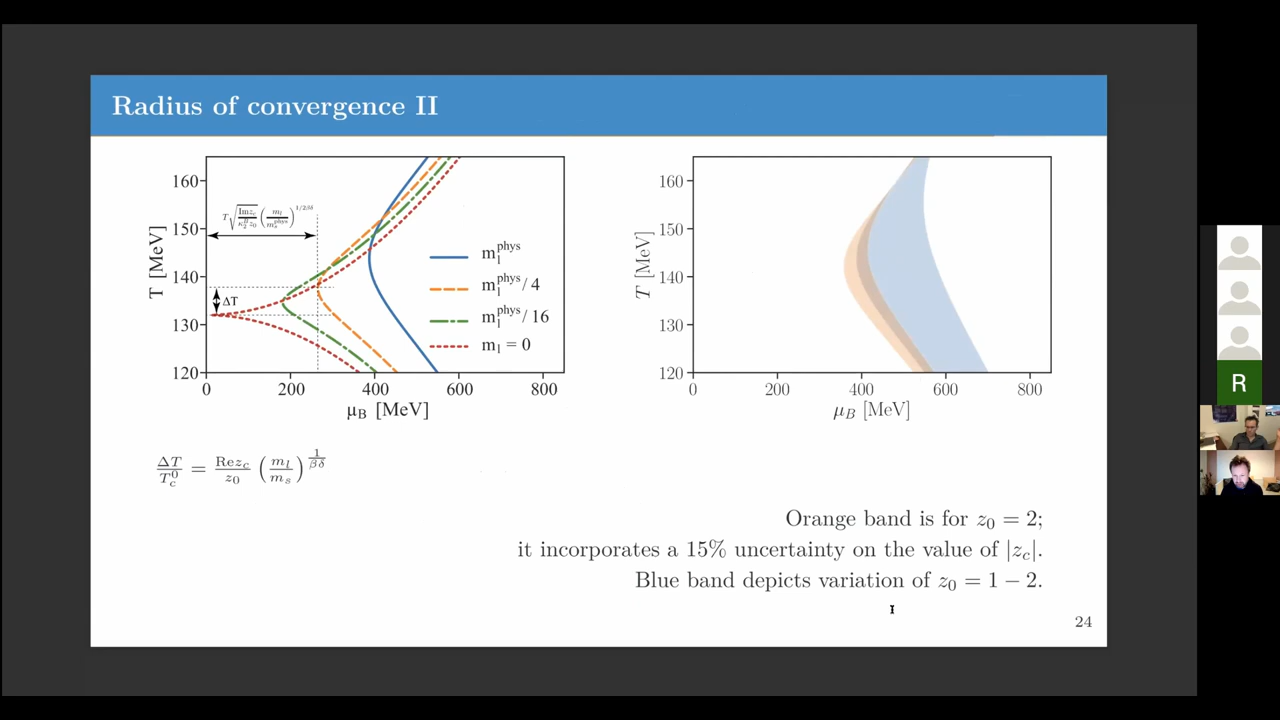 Radius of convergence II
160
150
140
130
120
T [MeV]
0
200
400
600
800
μB [MeV]
ΔT
m_l^phys
m_l^phys/4
m_l^phys/16
m_l = 0
160
150
140
130
120
T [MeV]
0
200
400
600
800
μ_B [MeV]
ΔT/T_c^0 = Re z_c/z_0 (m_l/m_s)^{1/βδ}
Orange band is for z_0 = 2;
it incorporates a 15% uncertainty on the value of |z_c|.
Blue band depicts variation of z_0 = 1 − 2.
24
R